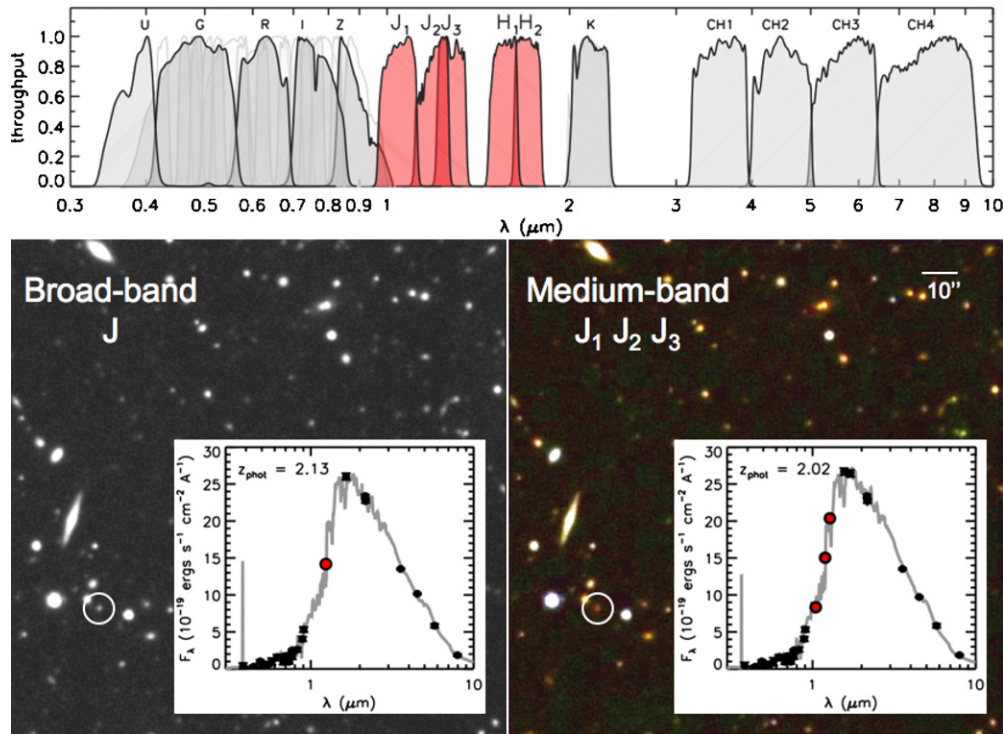 U G R I Z J₁ J₂ J₃ H₁ H₂ K CH1 CH2 CH3 CH4
throughput
1.0
0.8
0.6
0.4
0.2
0.0
0.3 0.4 0.5 0.6 0.7 0.8 0.9 1 2 3 4 5 6 7 8 9 10
λ (μm)
Broad-band
J
z_phot = 2.13
F_λ (10⁻¹⁹ ergs s⁻¹ cm⁻² A⁻¹)
30
25
20
15
10
5
0
1 10
λ (μm)
Medium-band
J₁ J₂ J₃
10"
z_phot = 2.02
F_λ (10⁻¹⁹ ergs s⁻¹ cm⁻² A⁻¹)
30
25
20
15
10
5
0
1 10
λ (μm)